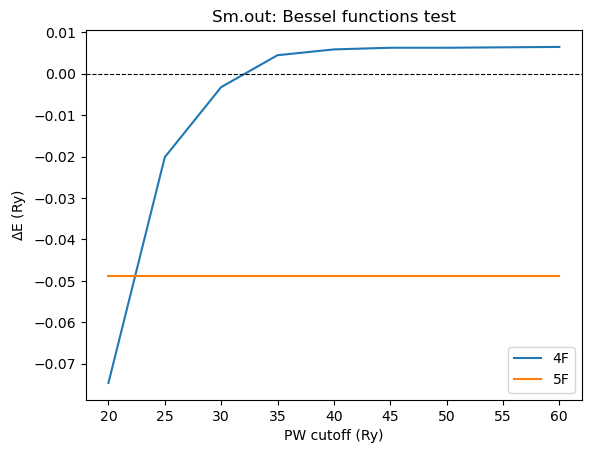 Sm.out: Bessel functions test
0.01
0.00
−0.01
−0.02
−0.03
−0.04
−0.05
−0.06
−0.07
ΔE (Ry)
4F
5F
20 25 30 35 40 45 50 55 60
PW cutoff (Ry)